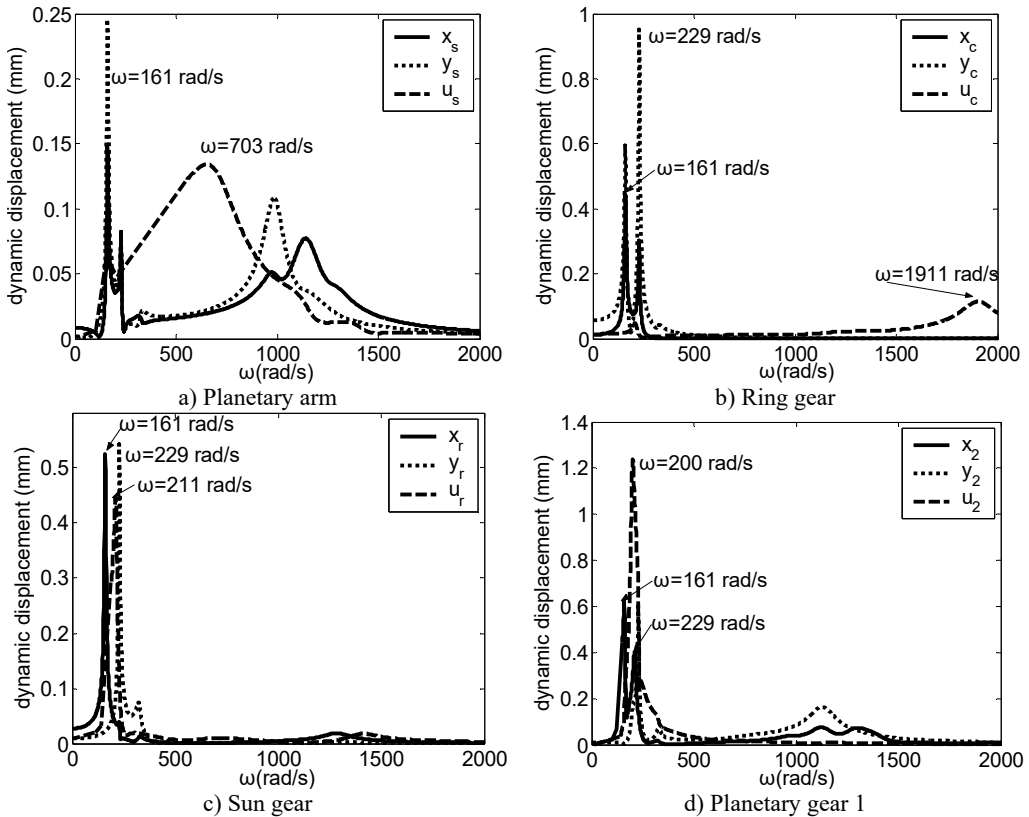 dynamic displacement (mm)
0.25
0.2
0.15
0.1
0.05
0
0 500 1000 1500 2000
ω(rad/s)
x_s
y_s
u_s
ω=161 rad/s
ω=703 rad/s
a) Planetary arm
dynamic displacement (mm)
1
0.8
0.6
0.4
0.2
0
0 500 1000 1500 2000
ω(rad/s)
x_c
y_c
u_c
ω=229 rad/s
ω=161 rad/s
ω=1911 rad/s
b) Ring gear
dynamic displacement (mm)
0.5
0.4
0.3
0.2
0.1
0
0 500 1000 1500 2000
ω(rad/s)
x_r
y_r
u_r
ω=161 rad/s
ω=229 rad/s
ω=211 rad/s
c) Sun gear
dynamic displacement (mm)
1.4
1.2
1
0.8
0.6
0.4
0.2
0
0 500 1000 1500 2000
ω(rad/s)
x_2
y_2
u_2
ω=200 rad/s
ω=161 rad/s
ω=229 rad/s
d) Planetary gear 1